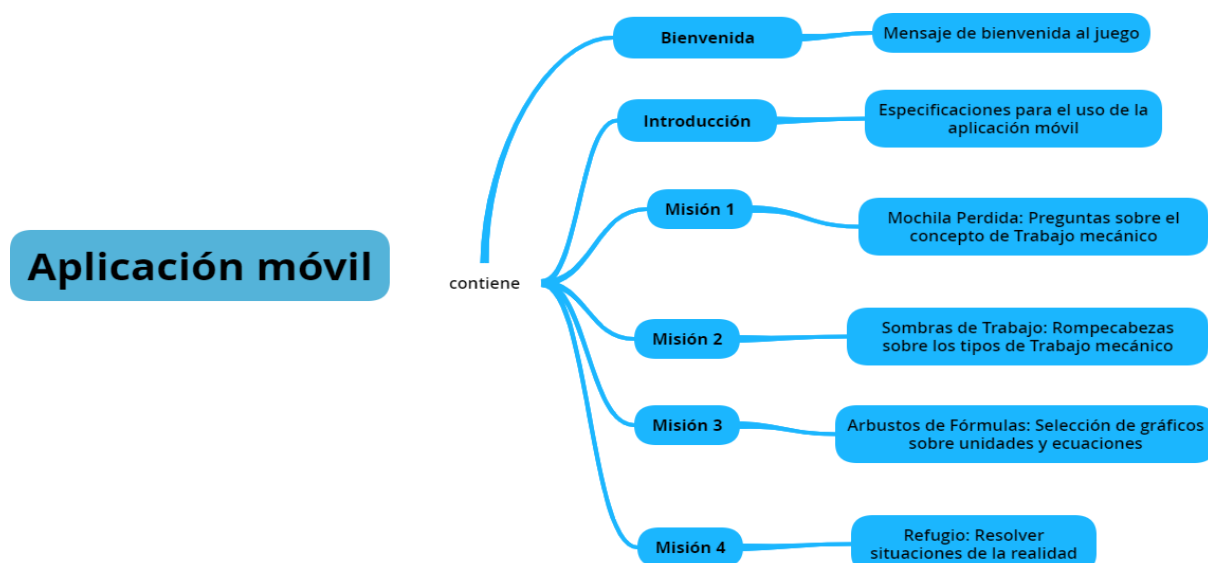 Aplicación móvil
contiene
Bienvenida
Mensaje de bienvenida al juego
Introducción
Especificaciones para el uso de la
aplicación móvil
Misión 1
Mochila Perdida: Preguntas sobre el
concepto de Trabajo mecánico
Misión 2
Sombras de Trabajo: Rompecabezas
sobre los tipos de Trabajo mecánico
Misión 3
Arbustos de Fórmulas: Selección de gráficos
sobre unidades y ecuaciones
Misión 4
Refugio: Resolver
situaciones de la realidad